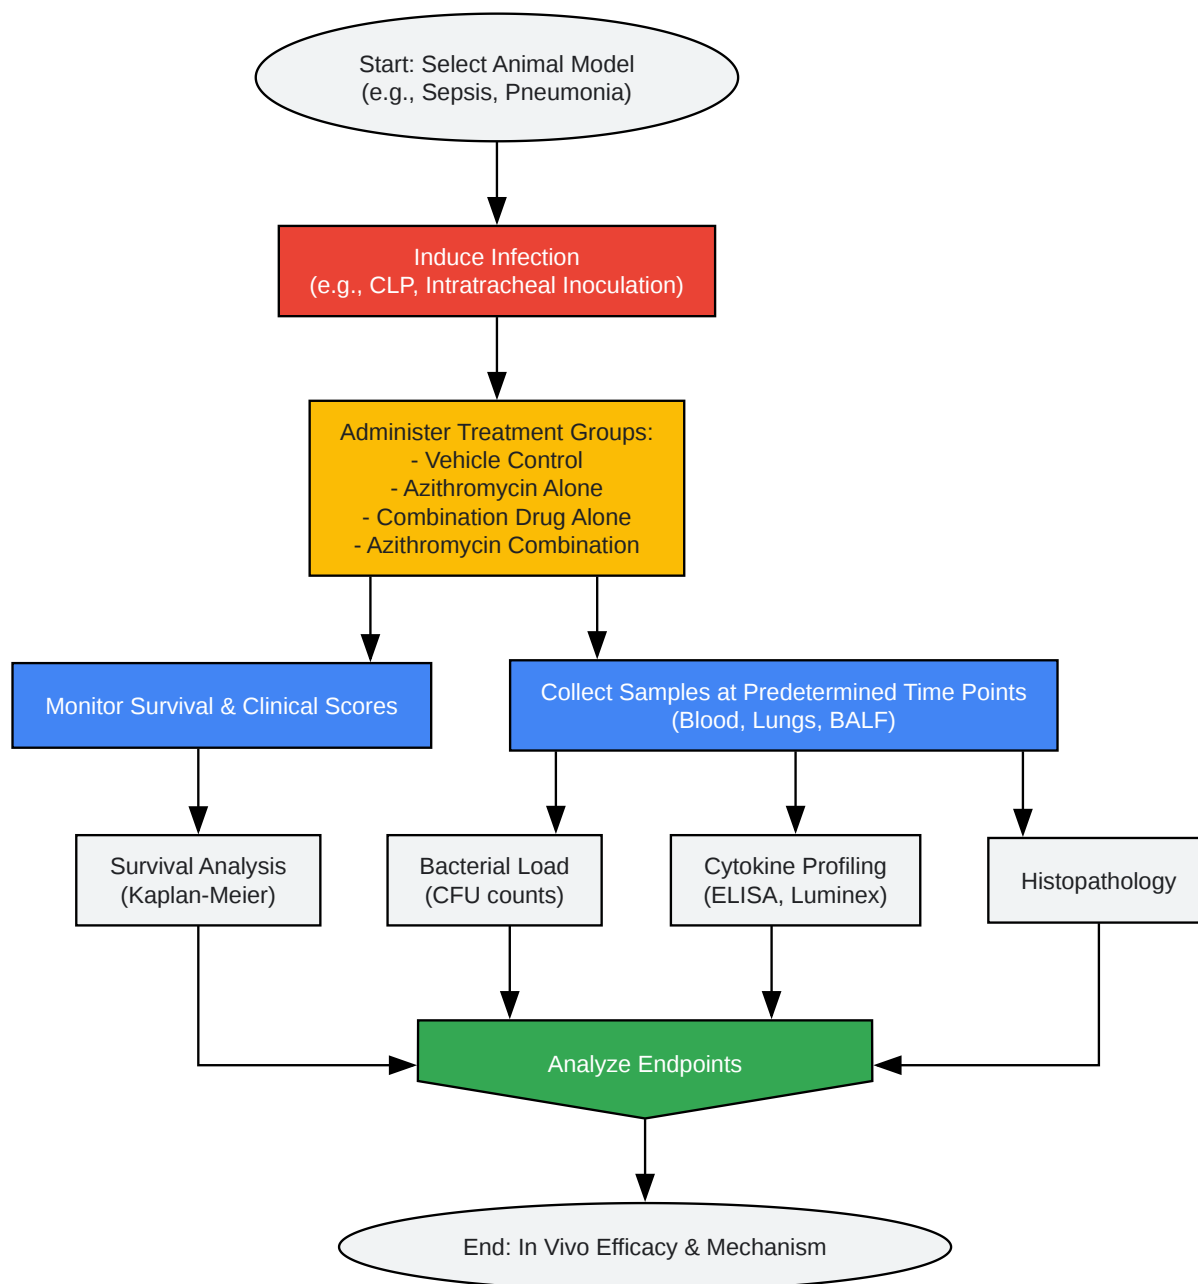 Start: Select Animal Model
(e.g., Sepsis, Pneumonia)
Induce Infection
(e.g., CLP, Intratracheal Inoculation)
Administer Treatment Groups:
- Vehicle Control
- Azithromycin Alone
- Combination Drug Alone
- Azithromycin Combination
Monitor Survival & Clinical Scores
Collect Samples at Predetermined Time Points
(Blood, Lungs, BALF)
Survival Analysis
(Kaplan-Meier)
Bacterial Load
(CFU counts)
Cytokine Profiling
(ELISA, Luminex)
Histopathology
Analyze Endpoints
End: In Vivo Efficacy & Mechanism